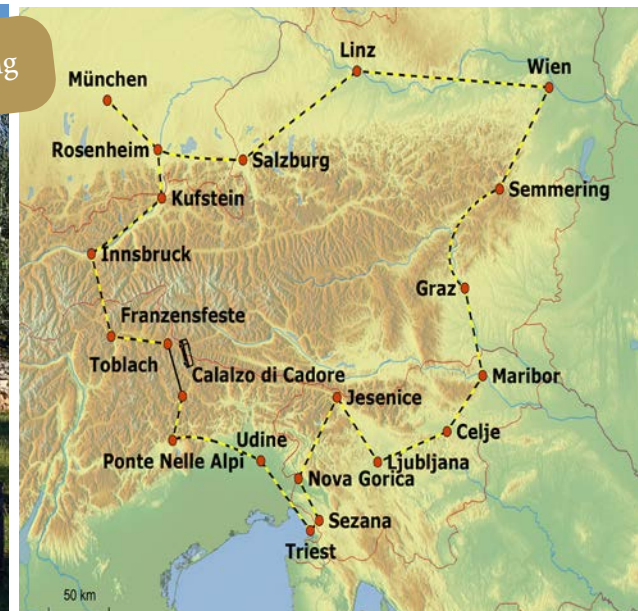 Linz
Wien
München
Rosenheim
Salzburg
Kufstein
Semmering
Innsbruck
Graz
Franzensfeste
Toblach
Calalzo di Cadore
Maribor
Jesenice
Celje
Udine
Ponte Nelle Alpi
Ljubljana
Nova Gorica
Sezana
Triest
50 km